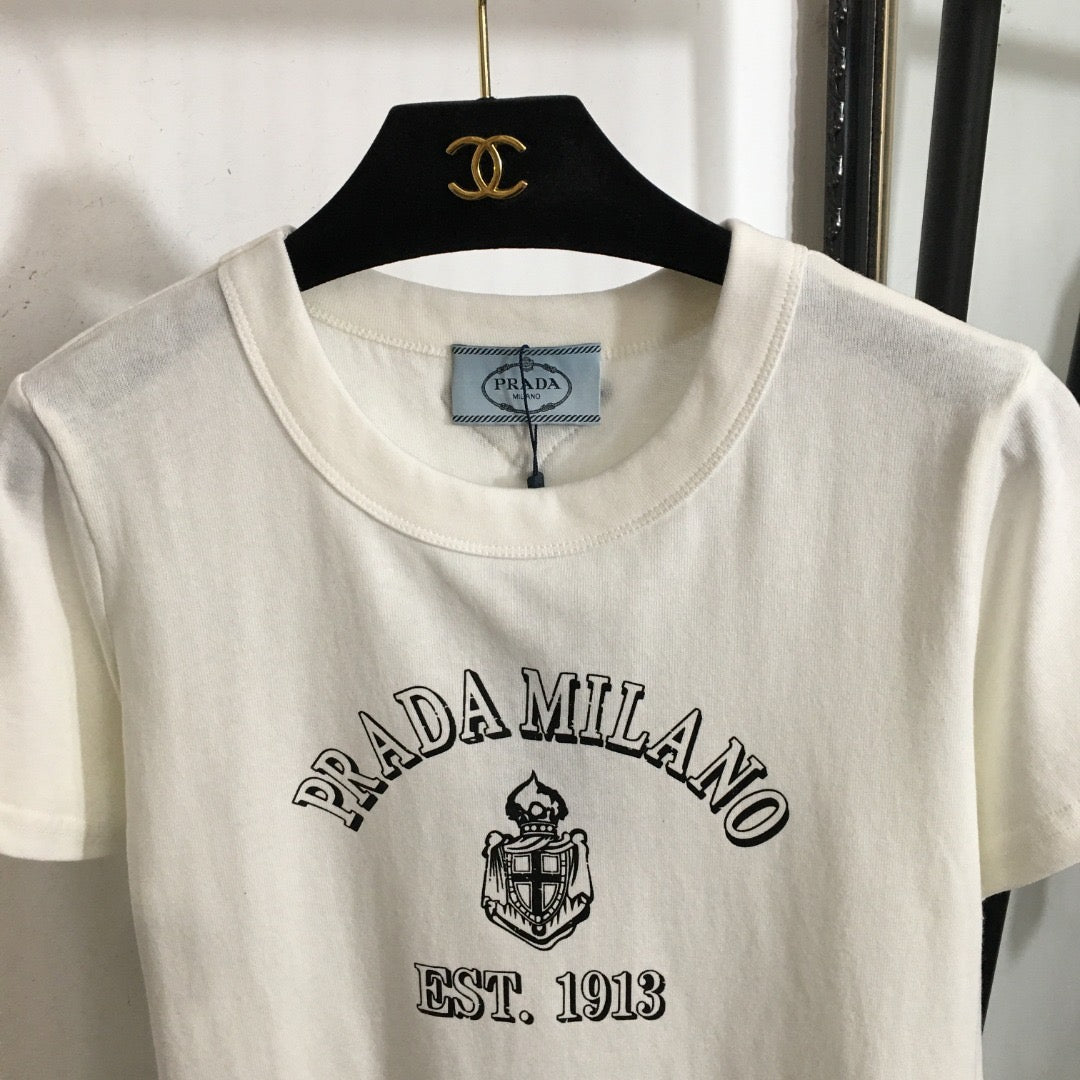 PRADA
MILANO
PRADA MILANO
EST. 1913